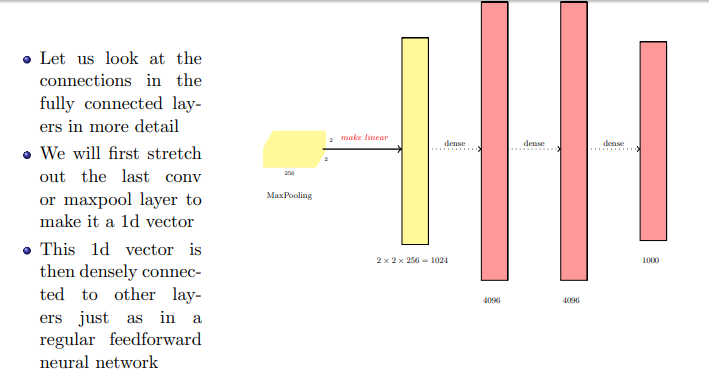 Let us look at the
connections in the
fully connected lay-
ers in more detail
We will first stretch
out the last conv
or maxpool layer to
make it a 1d vector
This 1d vector is
then densely connec-
ted to other lay-
ers just as in a
regular feedforward
neural network
2
2
256
MaxPooling
make linear
2 × 2 × 256 = 1024
dense
4096
dense
4096
dense
1000